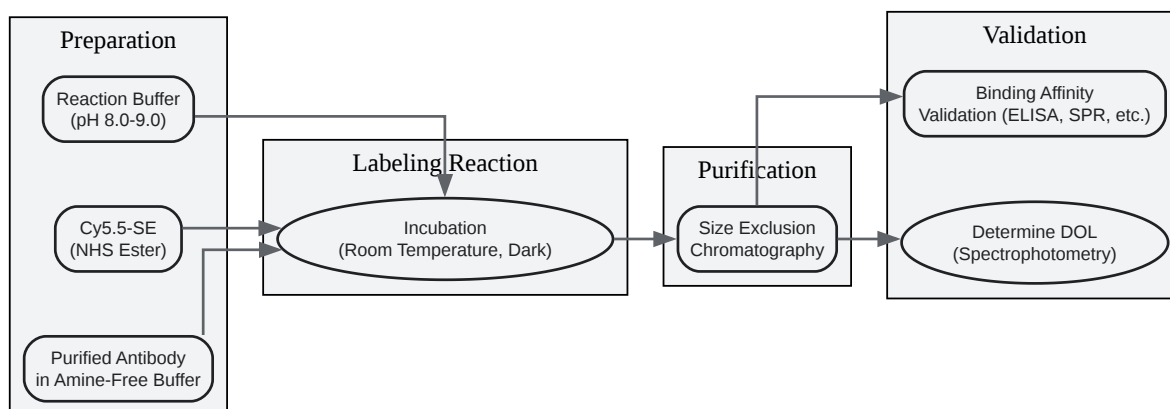 Preparation
Reaction Buffer
(pH 8.0-9.0)
Cy5.5-SE
(NHS Ester)
Purified Antibody
in Amine-Free Buffer
Labeling Reaction
Incubation
(Room Temperature, Dark)
Purification
Size Exclusion
Chromatography
Validation
Binding Affinity
Validation (ELISA, SPR, etc.)
Determine DOL
(Spectrophotometry)